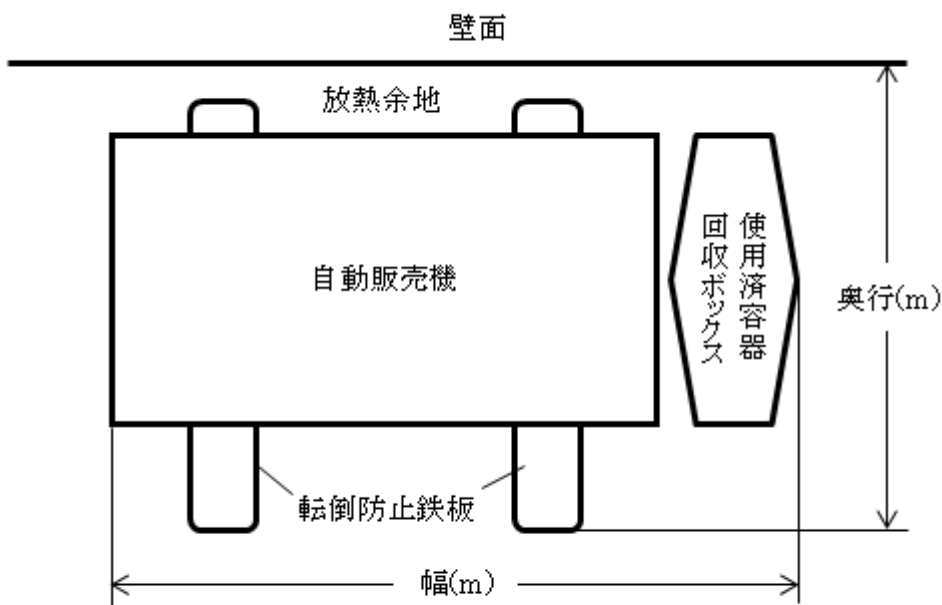 壁面
放熱余地
自動販売機
使用済容器
回収ボックス
奥行(m)
転倒防止鉄板
幅(m)